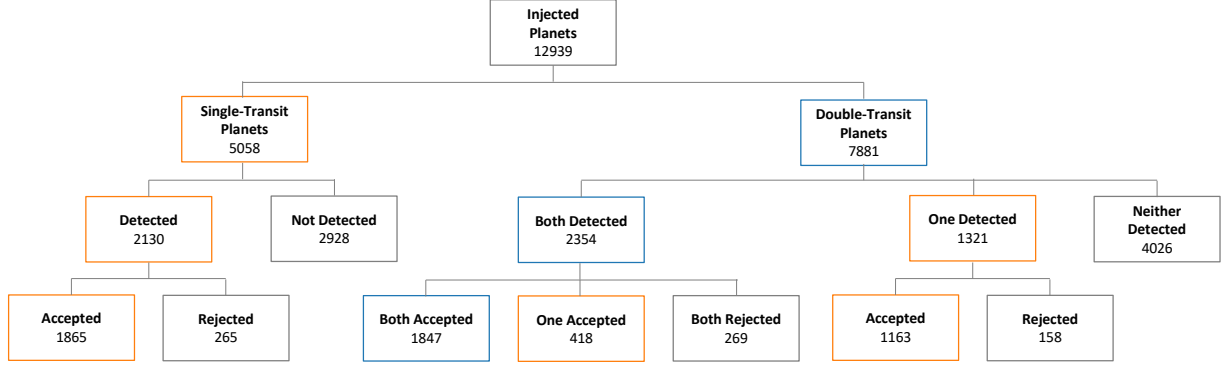 Injected
Planets
12939
Single-Transit
Planets
5058
Double-Transit
Planets
7881
Detected
2130
Not Detected
2928
Both Detected
2354
One Detected
1321
Neither
Detected
4026
Accepted
1865
Rejected
265
Both Accepted
1847
One Accepted
418
Both Rejected
269
Accepted
1163
Rejected
158